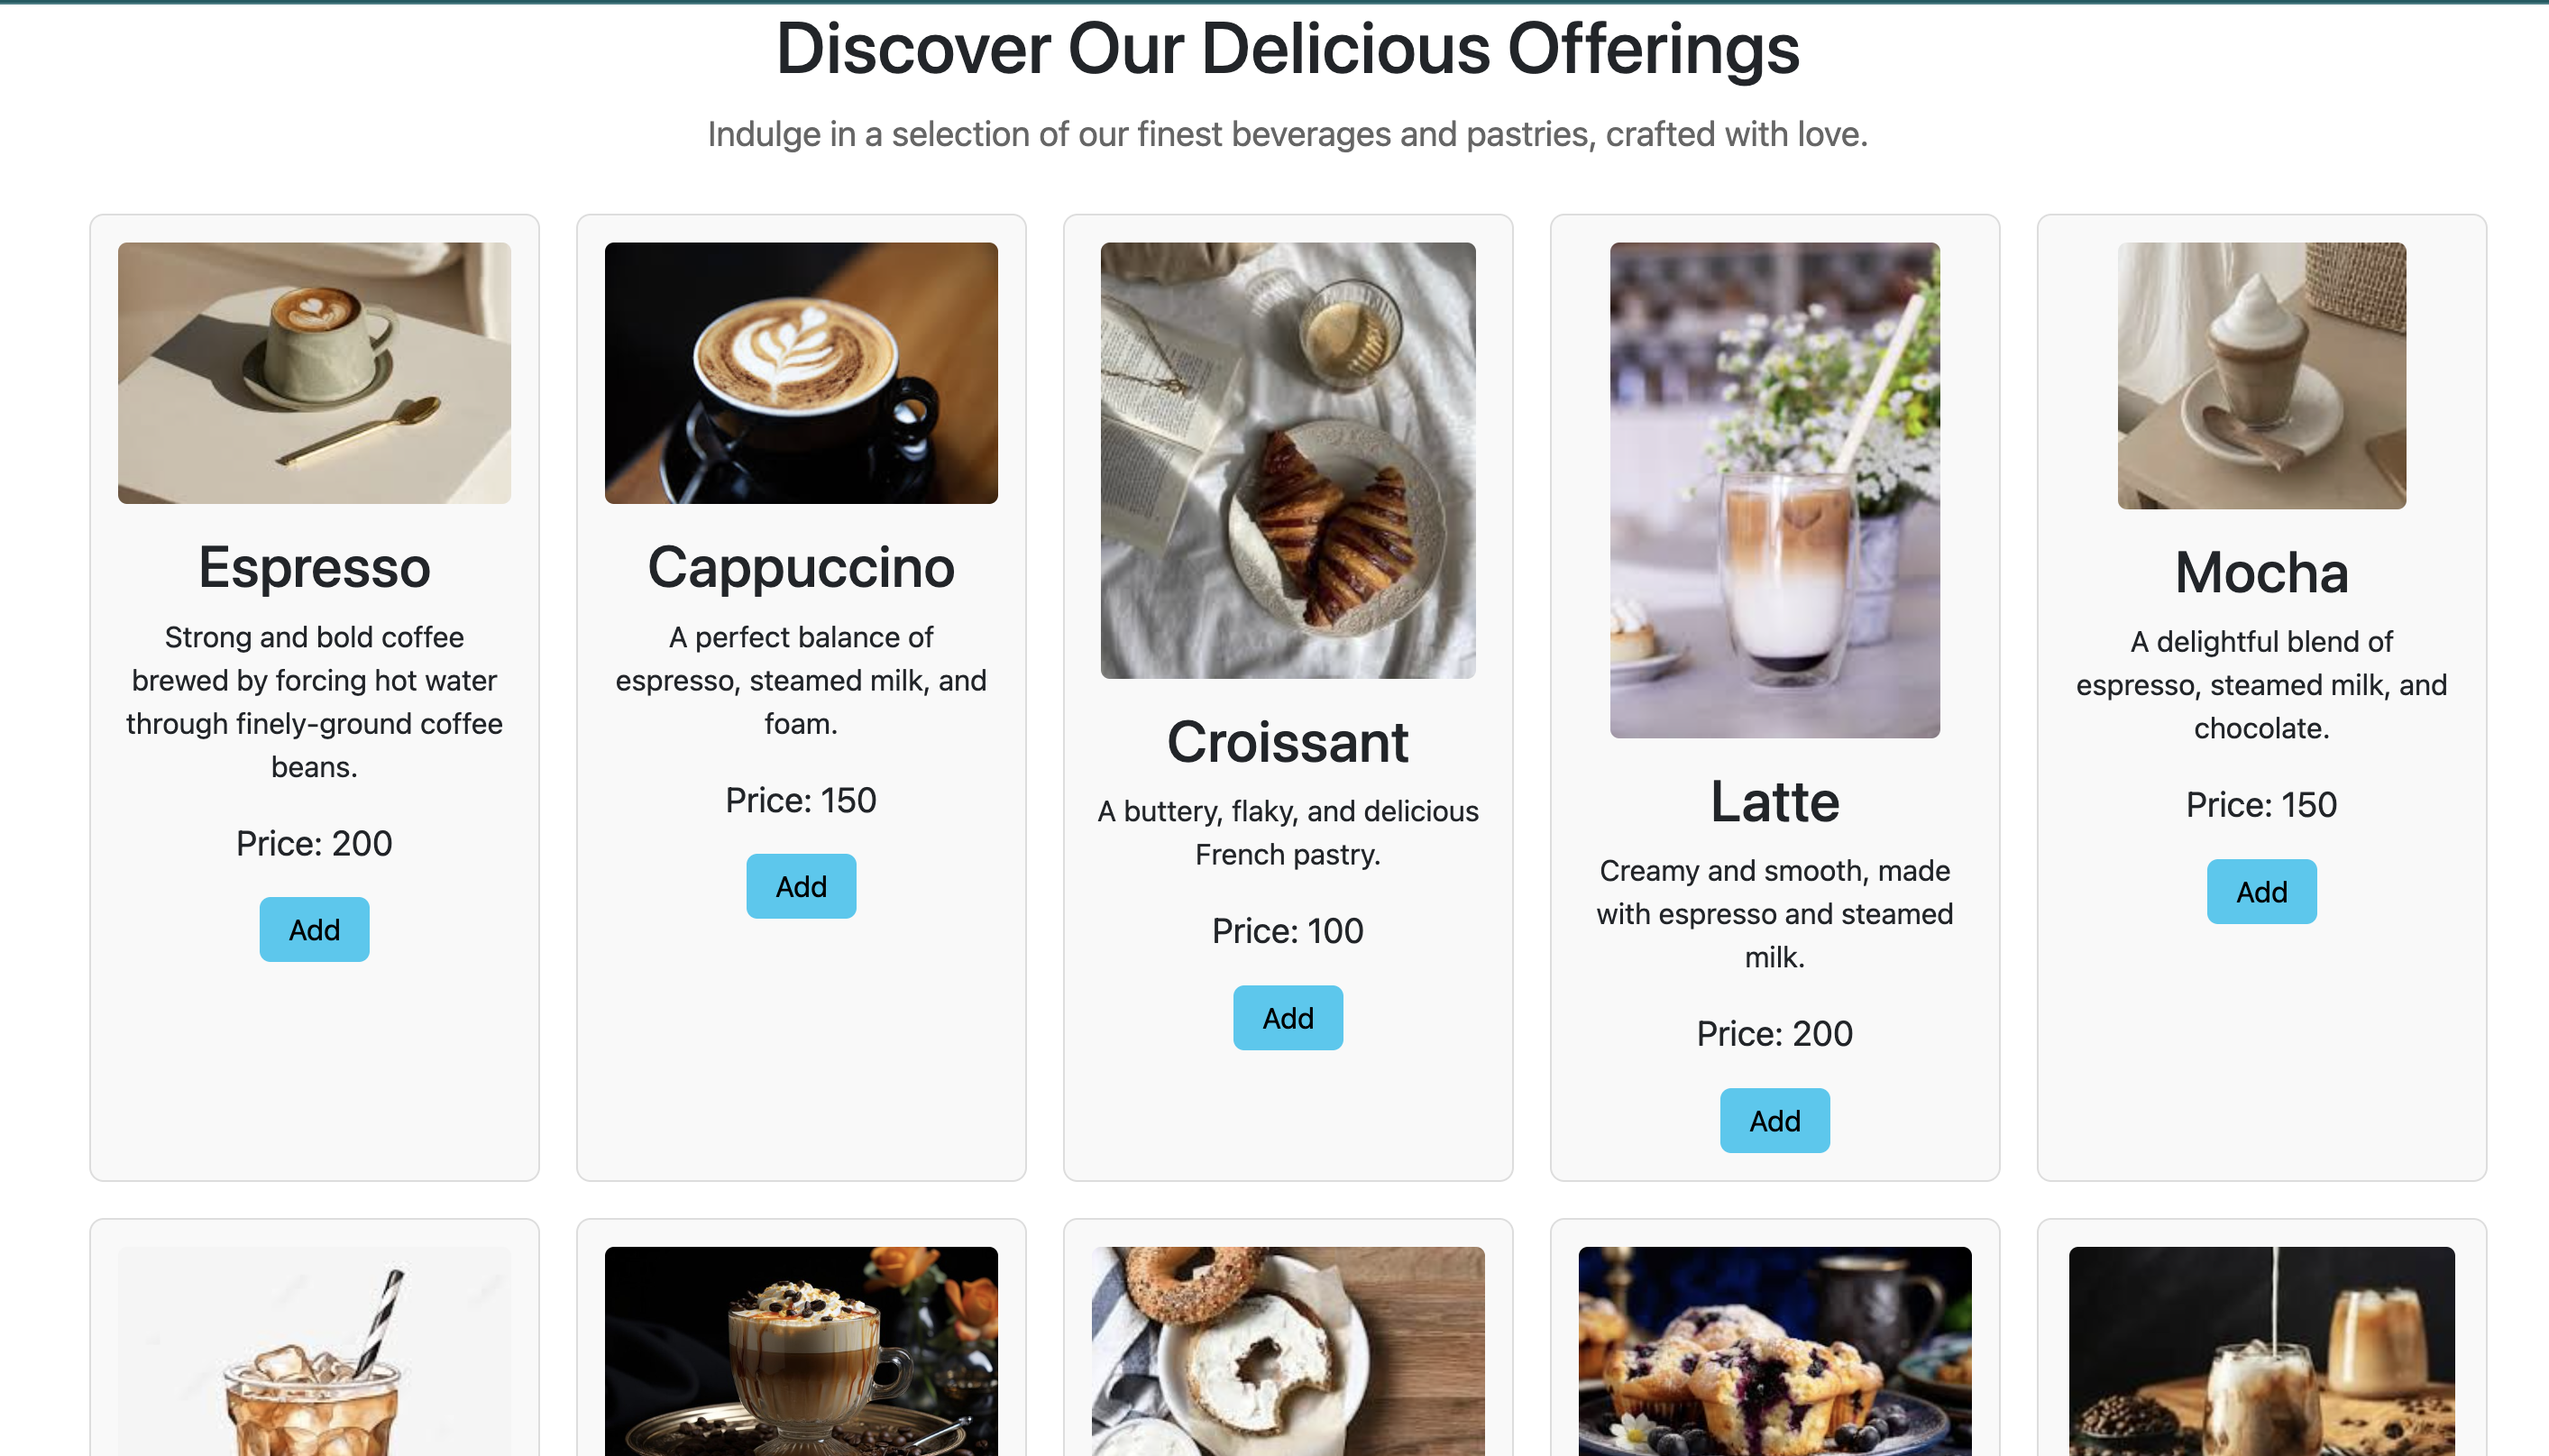 Discover Our Delicious Offerings
Indulge in a selection of our finest beverages and pastries, crafted with love.
Espresso
Strong and bold coffee
brewed by forcing hot water
through finely-ground coffee
beans.
Price: 200
Add
Cappuccino
A perfect balance of
espresso, steamed milk, and
foam.
Price: 150
Add
Croissant
A buttery, flaky, and delicious
French pastry.
Price: 100
Add
Latte
Creamy and smooth, made
with espresso and steamed
milk.
Price: 200
Add
Mocha
A delightful blend of
espresso, steamed milk, and
chocolate.
Price: 150
Add